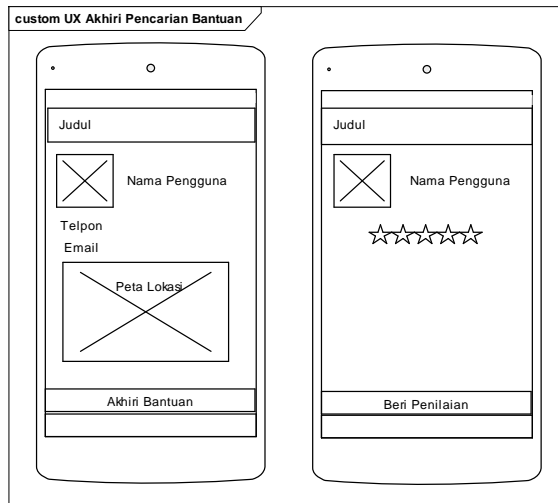 custom UX Akhiri Pencarian Bantuan
Judul
Nama Pengguna
Telpon
Email
Peta Lokasi
Akhiri Bantuan
Judul
Nama Pengguna
Beri Penilaian